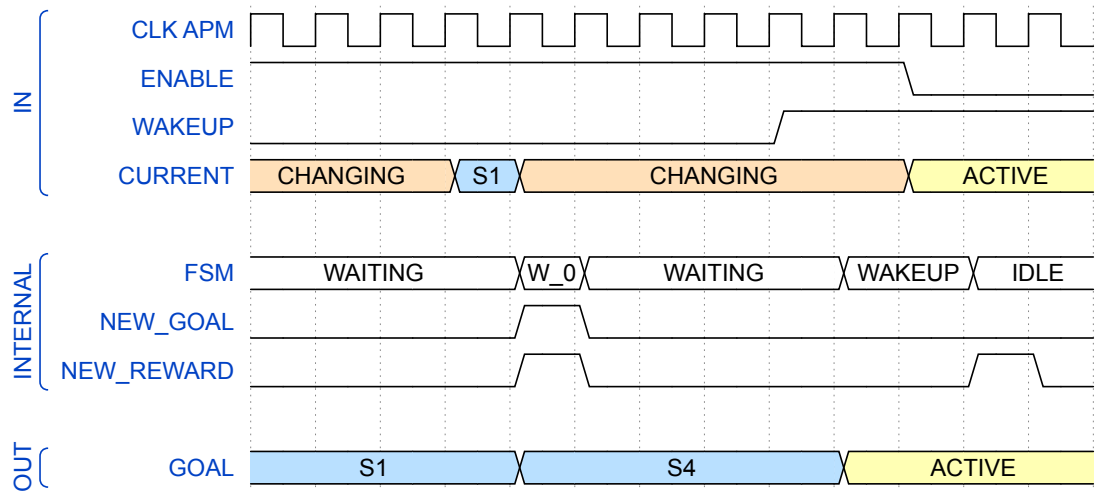 IN
CLK APM
ENABLE
WAKEUP
CURRENT CHANGING S1 CHANGING ACTIVE
INTERNAL
FSM WAITING W_0 WAITING WAKEUP IDLE
NEW_GOAL
NEW_REWARD
OUT
GOAL S1 S4 ACTIVE